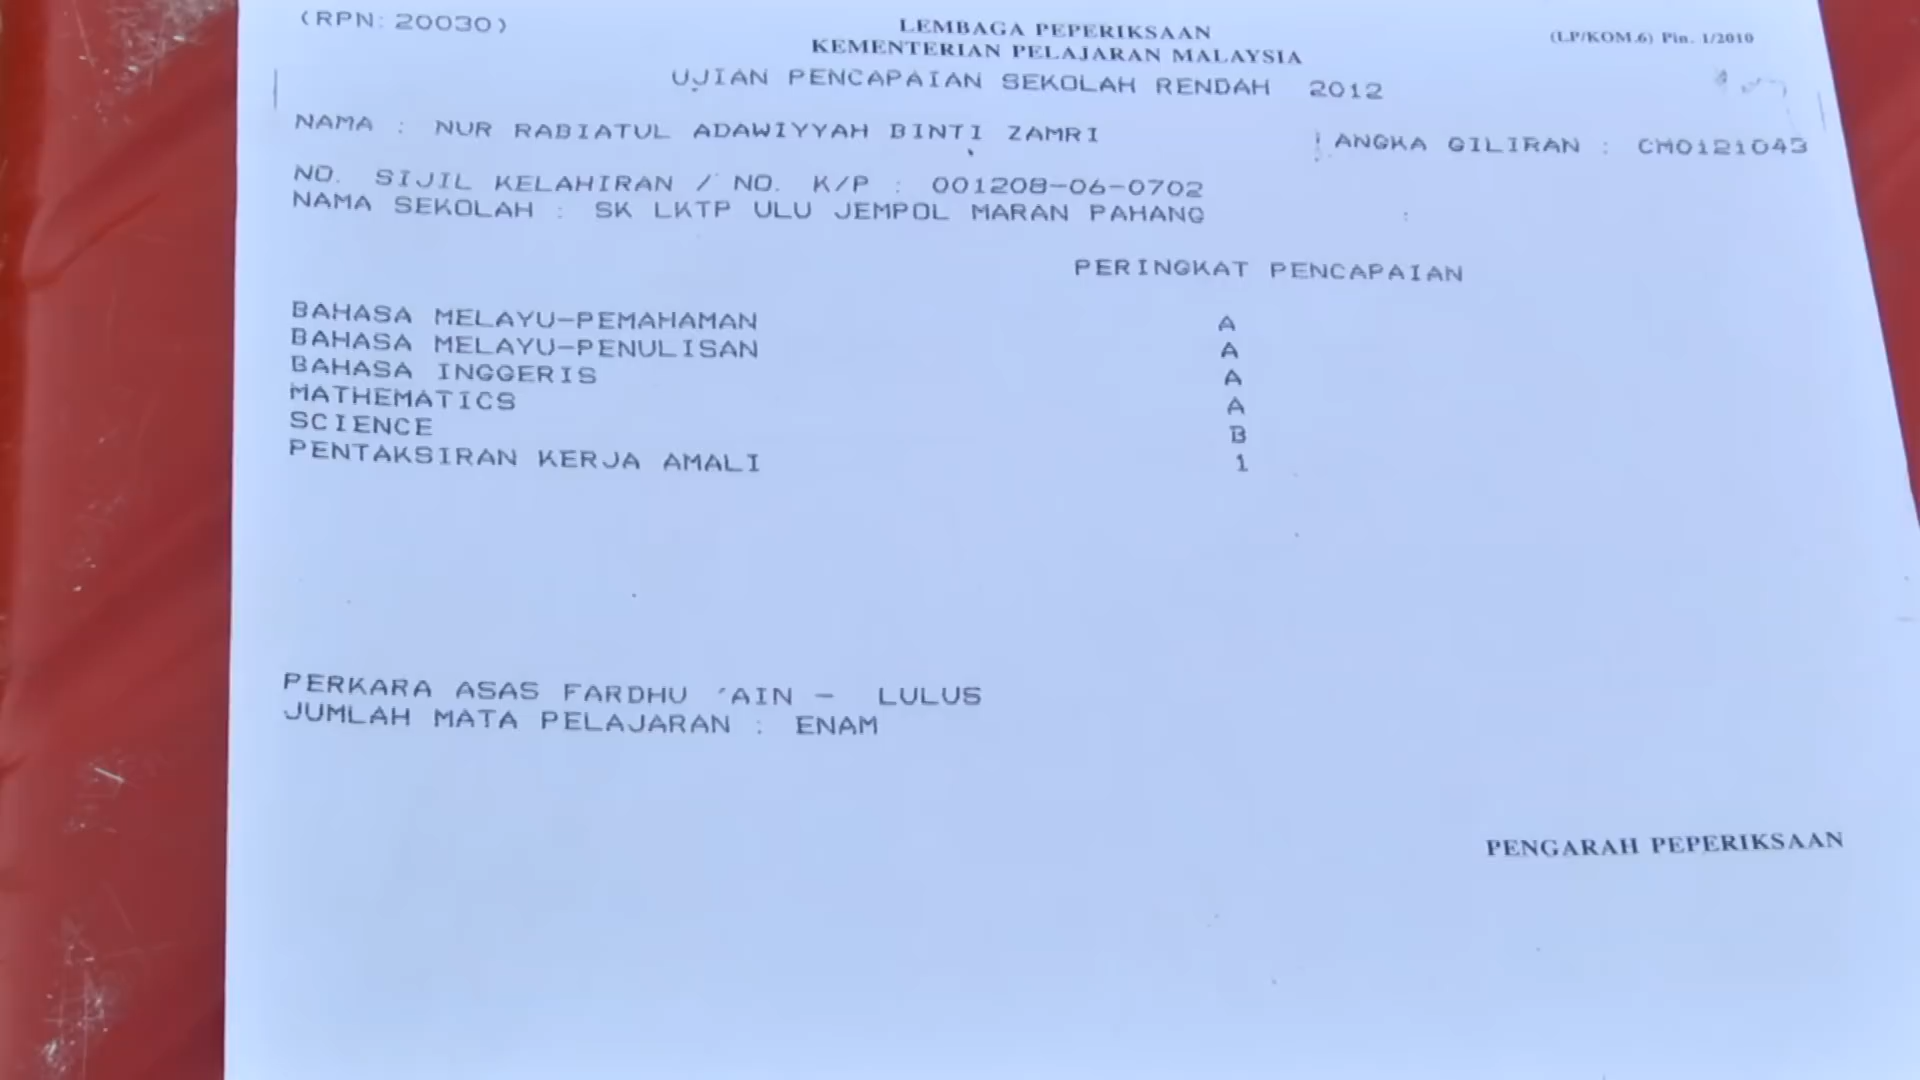 (RPN: 20030)
LEMBAGA PEPERIKSAAN
KEMENTERIAN PELAJARAN MALAYSIA
(LP/KOM.6) Pin. 1/2010
UJIAN PENCAPAIAN SEKOLAH RENDAH 2012
NAMA : NUR RABIATUL ADAWIYYAH BINTI ZAMRI
ANGKA GILIRAN : CM0121043
NO. SIJIL KELAHIRAN / NO. K/P : 001208-06-0702
NAMA SEKOLAH : SK LKTP ULU JEMPOL MARAN PAHANG
PERINGKAT PENCAPAIAN
BAHASA MELAYU-PEMAHAMAN A
BAHASA MELAYU-PENULISAN A
BAHASA INGGERIS A
MATHEMATICS A
SCIENCE B
PENTAKSIRAN KERJA AMALI 1
PERKARA ASAS FARDHU 'AIN - LULUS
JUMLAH MATA PELAJARAN : ENAM
PENGARAH PEPERIKSAAN